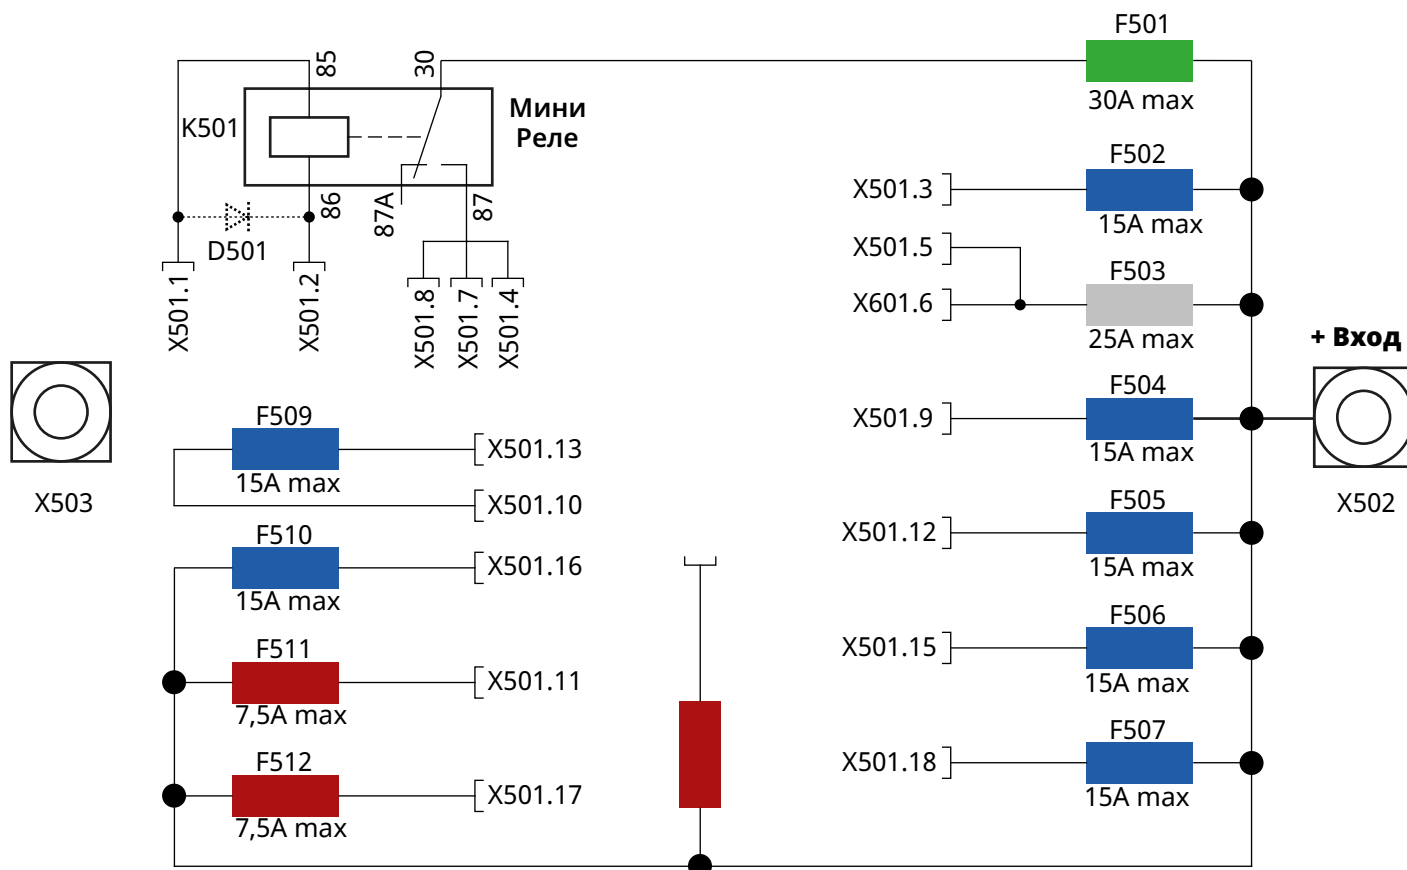 F501
30A max
85
30
K501
Мини
Реле
86
87A
87
D501
X501.1
X501.2
X501.8
X501.7
X501.4
F502
X501.3
15A max
X501.5
F503
X601.6
25A max
+ Вход
F504
X501.9
15A max
X503
X502
F509
X501.13
15A max
X501.10
F510
X501.16
15A max
F511
X501.11
7,5A max
F512
X501.17
7,5A max
F505
X501.12
15A max
F506
X501.15
15A max
F507
X501.18
15A max